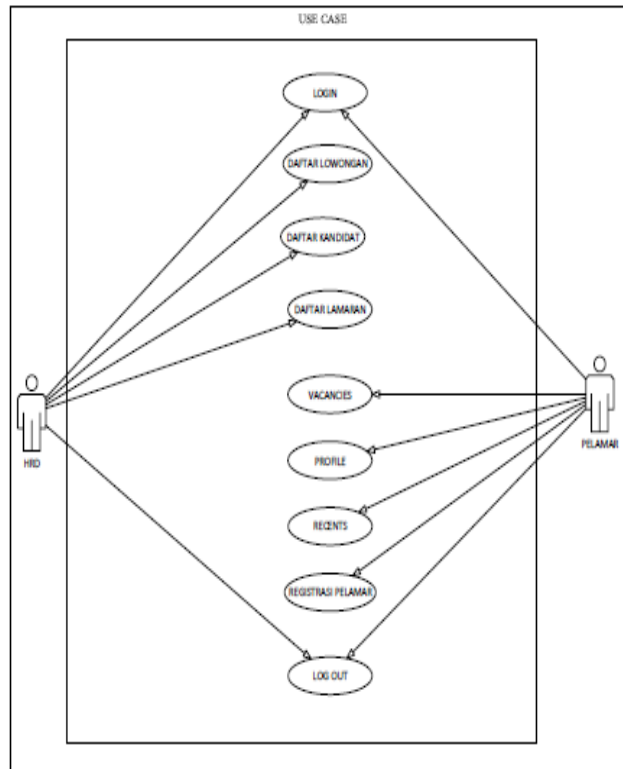 USE CASE
LOGIN
DAFTAR LOWONGAN
DAFTAR KANDIDAT
DAFTAR LAMARAN
VACANCIES
PELAMAR
PROFILE
HRD
RECENTS
REGISTRASI PELAMAR
LOG OUT